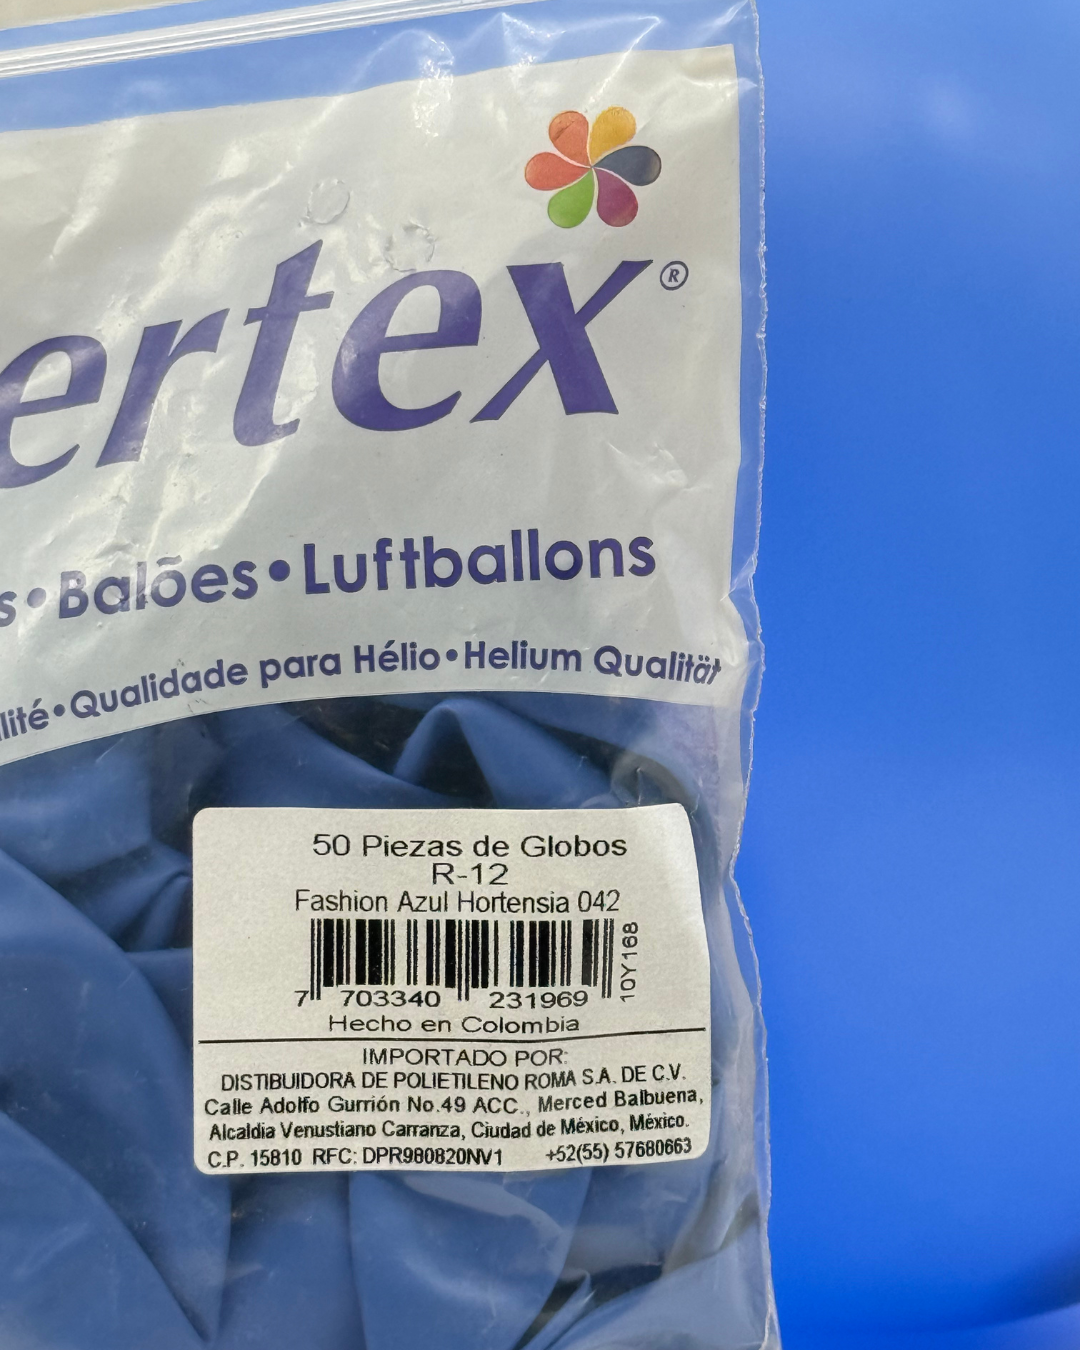 ertex®
s•Balões•Luftballons
lité•Qualidade para Hélio•Helium Qualität
50 Piezas de Globos
R-12
Fashion Azul Hortensia 042
10Y168
7 703340 231969
Hecho en Colombia
IMPORTADO POR:
DISTIBUIDORA DE POLIETILENO ROMA S.A. DE C.V.
Calle Adolfo Gurrión No.49 ACC., Merced Balbuena,
Alcaldia Venustiano Carranza, Ciudad de México, México.
C.P. 15810 RFC: DPR980820NV1 +52(55) 57680663